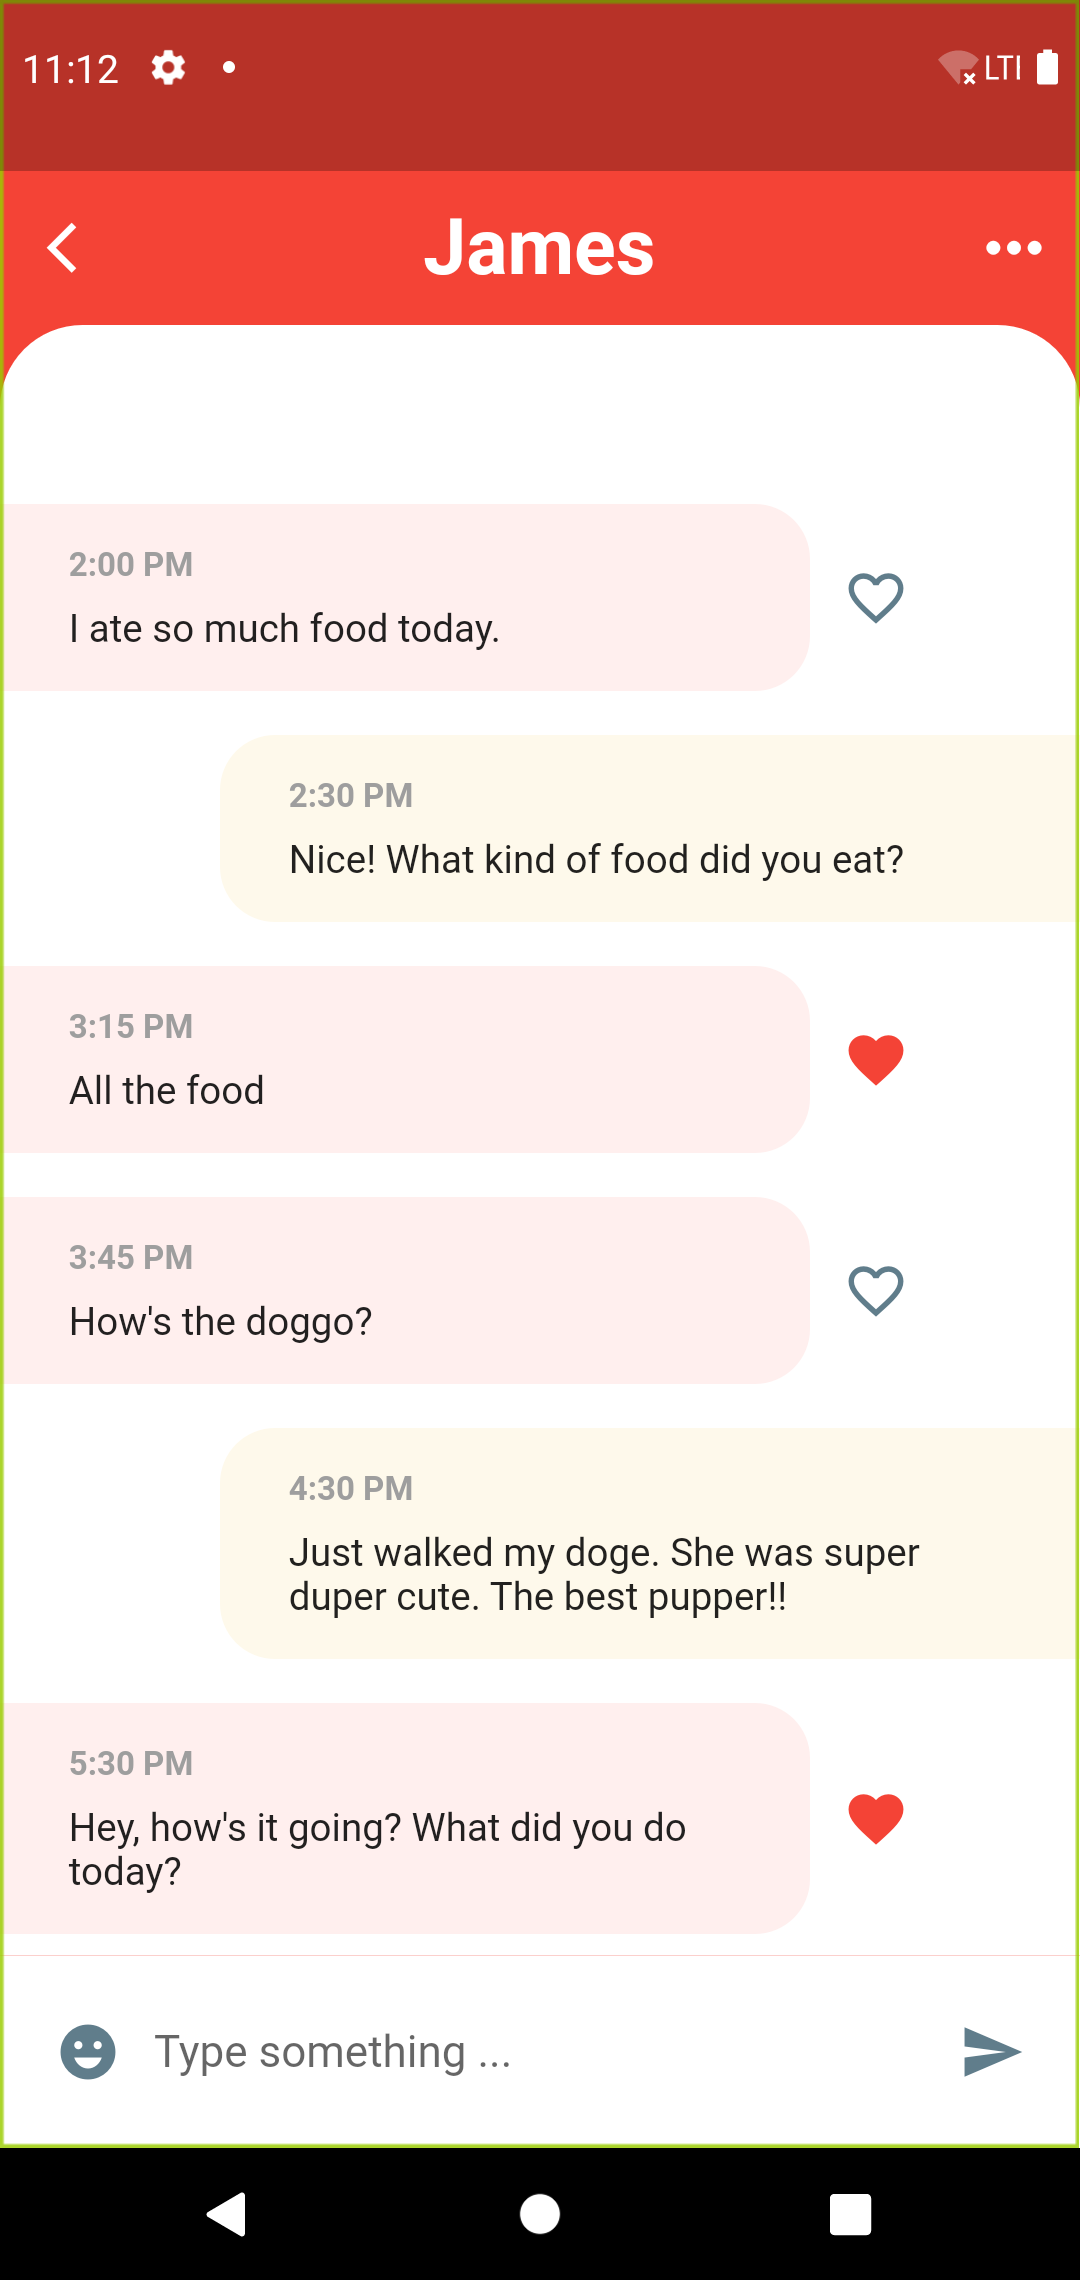 11:12
LTI
James
2:00 PM
I ate so much food today.
2:30 PM
Nice! What kind of food did you eat?
3:15 PM
All the food
3:45 PM
How's the doggo?
4:30 PM
Just walked my doge. She was super
duper cute. The best pupper!!
5:30 PM
Hey, how's it going? What did you do
today?
Type something ...